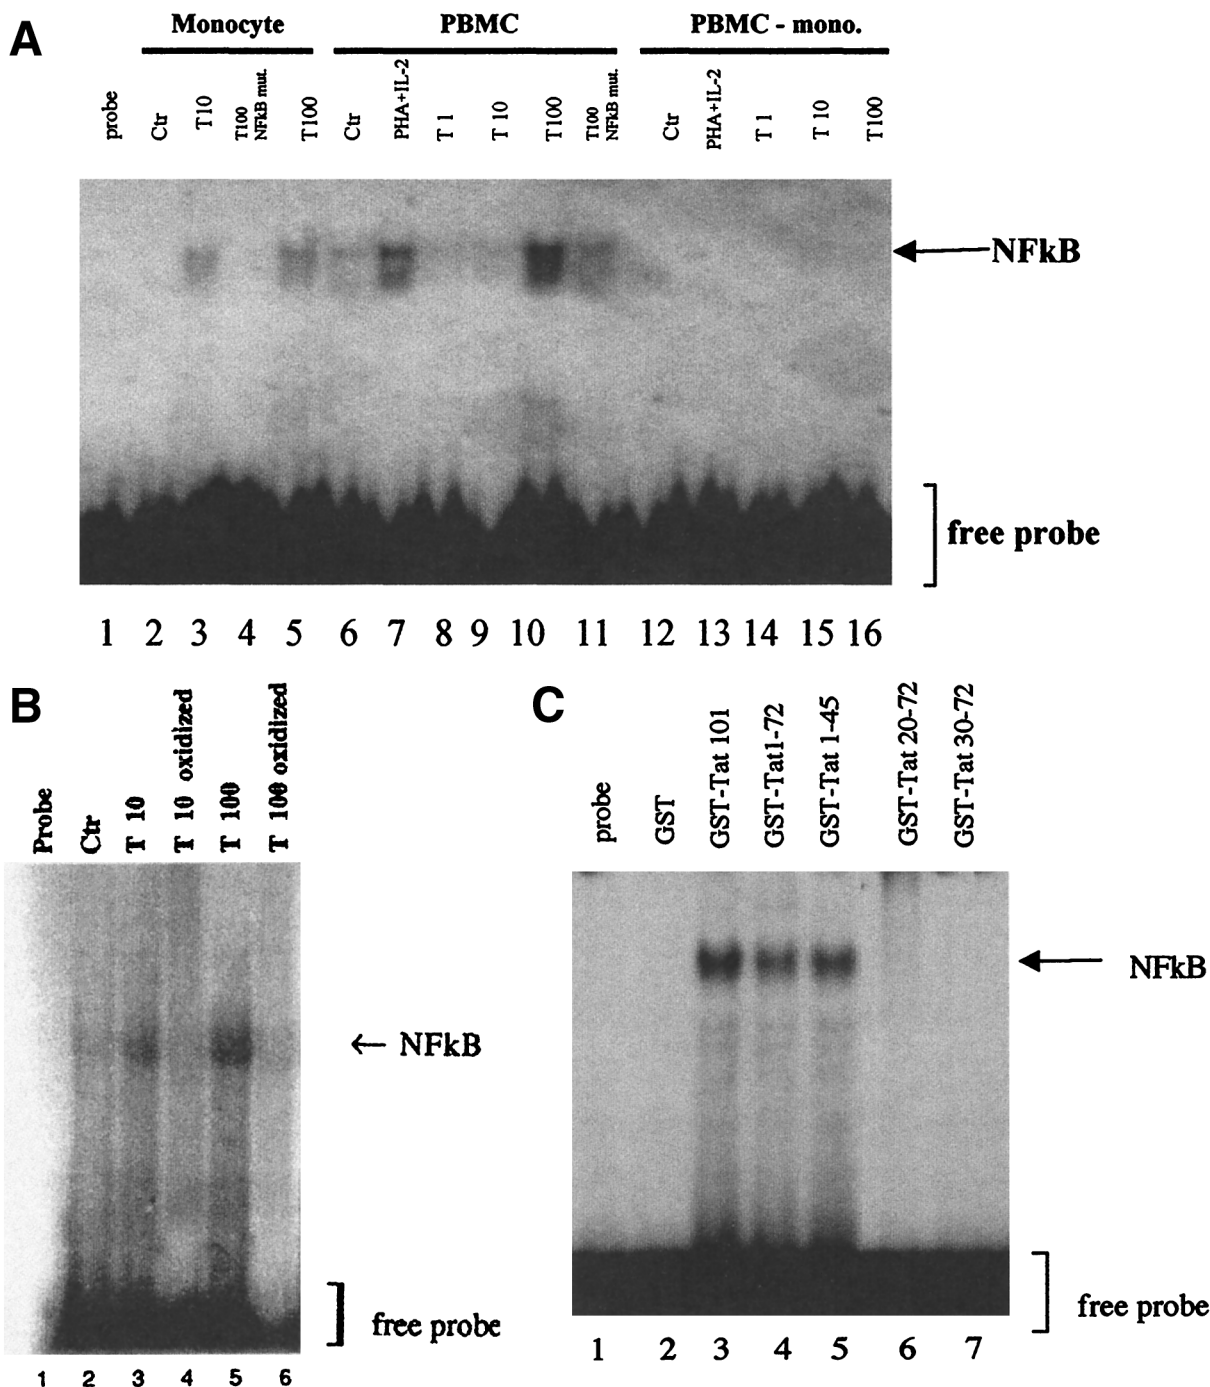 A
Monocyte PBMC PBMC - mono.
probe
Ctr
T10
T100
NFkB mut.
T100
Ctr
PHA+IL-2
T 1
T 10
T100
T100
NFkB mut.
Ctr
PHA+IL-2
T 1
T 10
T100
NFkB
free probe
1 2 3 4 5 6 7 8 9 10 11 12 13 14 15 16
B
Probe
Ctr
T 10
T 10 oxidized
T 100
T 100 oxidized
NFkB
free probe
1 2 3 4 5 6
C
probe
GST
GST-Tat 101
GST-Tat1-72
GST-Tat 1-45
GST-Tat 20-72
GST-Tat 30-72
NFkB
free probe
1 2 3 4 5 6 7